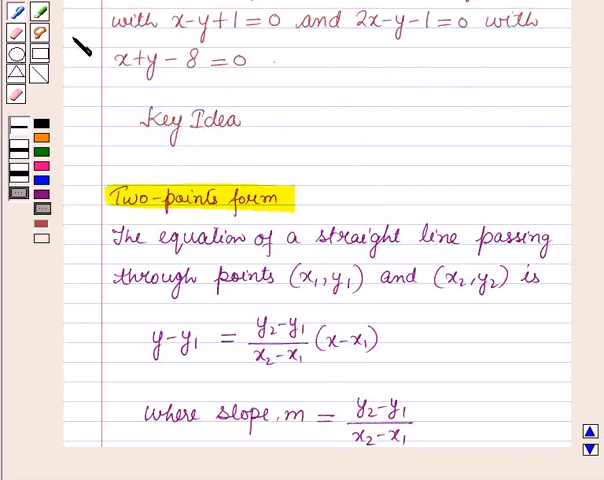 with x-y+1=0 and 2x-y-1=0 with
x+y-8=0
Key Idea
Two-points form
The equation of a straight line passing
through points (x₁,y₁) and (x₂,y₂) is
y-y₁ = y₂-y₁/x₂-x₁ (x-x₁)
where slope, m = y₂-y₁/x₂-x₁